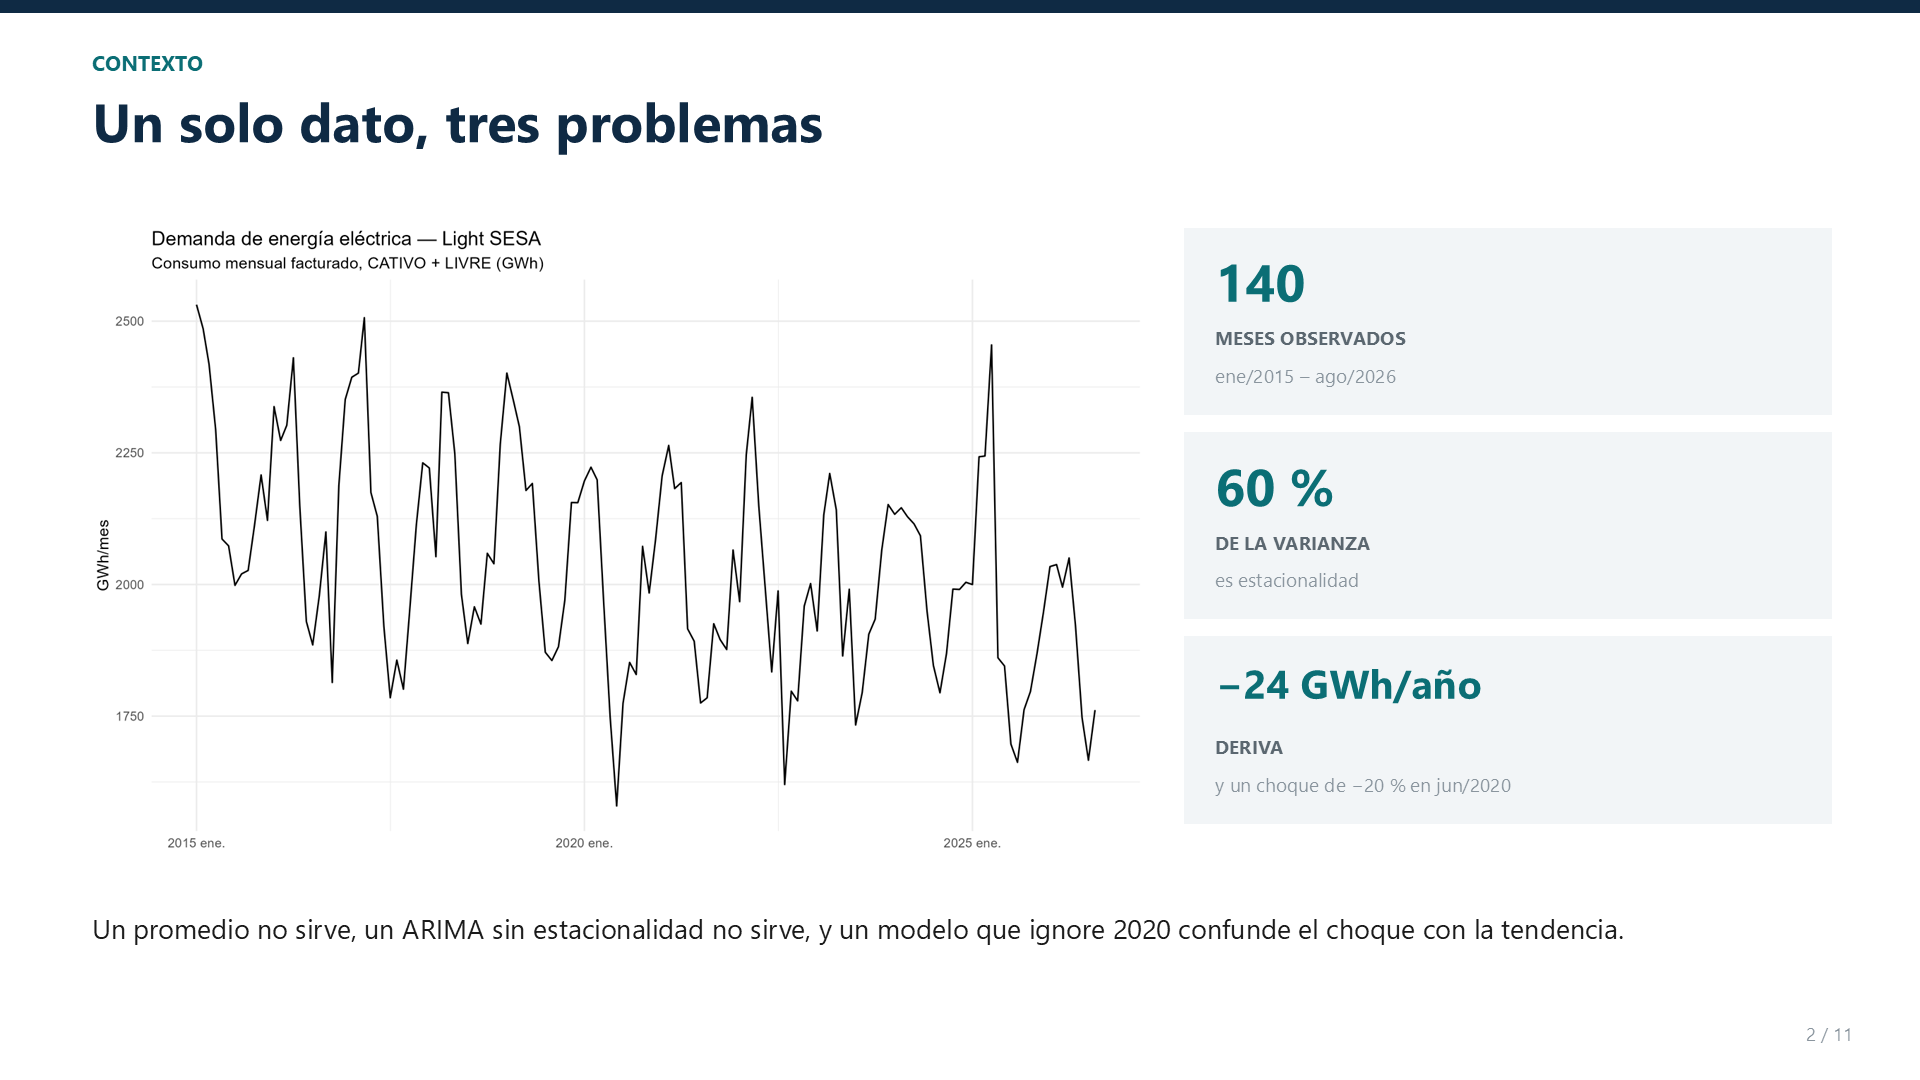 CONTEXTO
Un solo dato, tres problemas
Demanda de energía eléctrica — Light SESA
Consumo mensual facturado, CATIVO + LIVRE (GWh)
GWh/mes
2500
2250
2000
1750
2015 ene.
2020 ene.
2025 ene.
140
MESES OBSERVADOS
ene/2015 – ago/2026
60 %
DE LA VARIANZA
es estacionalidad
−24 GWh/año
DERIVA
y un choque de −20 % en jun/2020
Un promedio no sirve, un ARIMA sin estacionalidad no sirve, y un modelo que ignore 2020 confunde el choque con la tendencia.
2 / 11